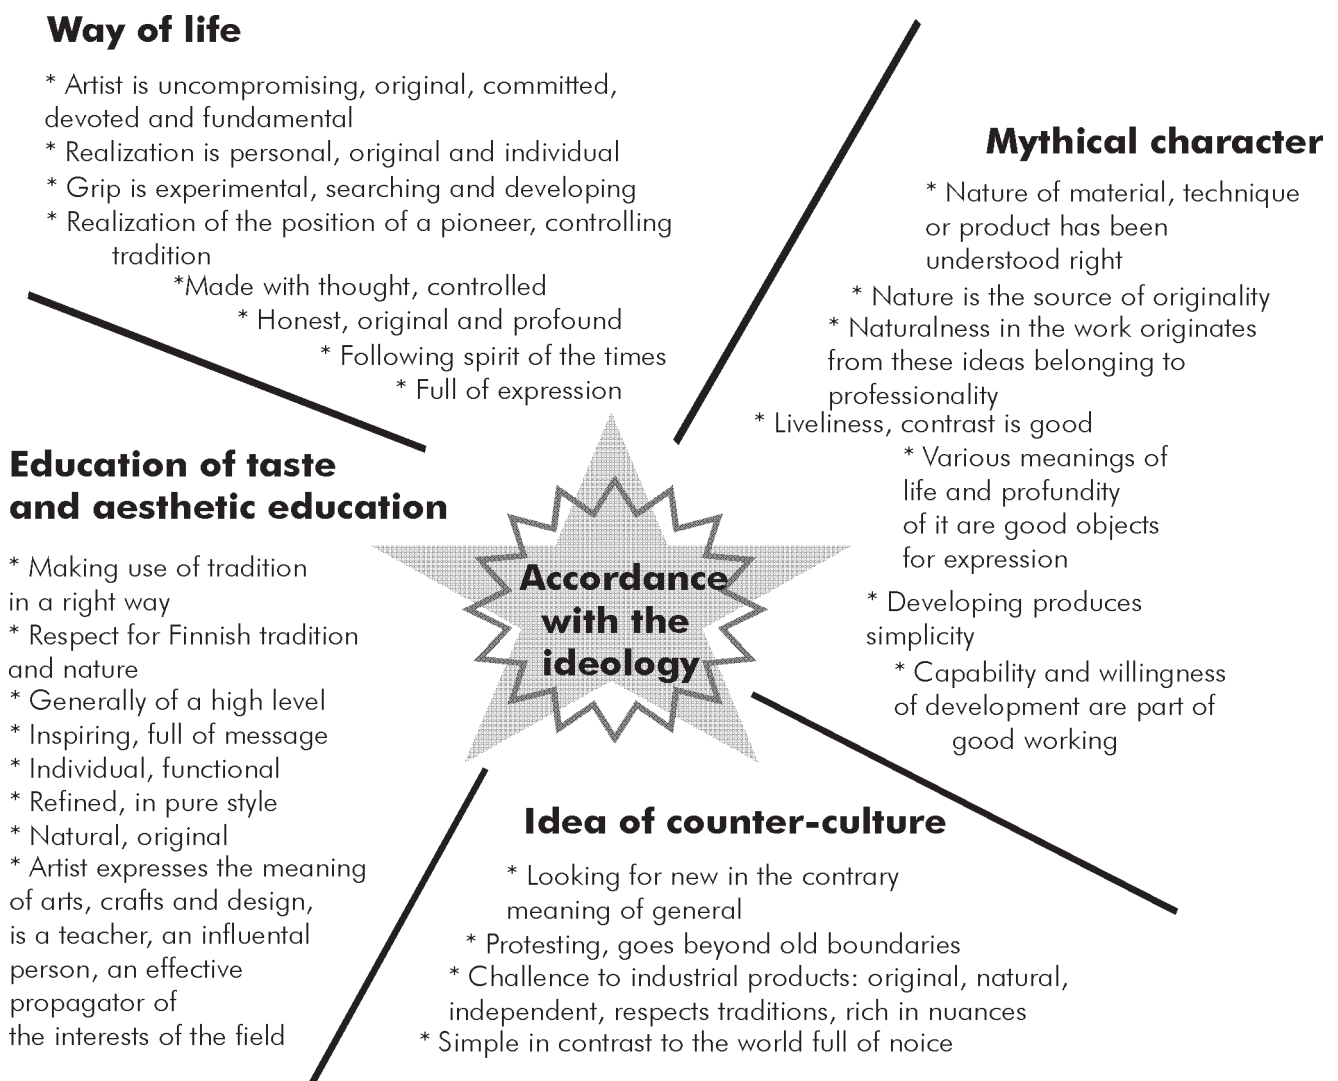 Way of life
* Artist is uncompromising, original, committed,
devoted and fundamental
* Realization is personal, original and individual
* Grip is experimental, searching and developing
* Realization of the position of a pioneer, controlling
tradition
*Made with thought, controlled
* Honest, original and profound
* Following spirit of the times
* Full of expression
Mythical character
* Nature of material, technique
or product has been
understood right
* Nature is the source of originality
* Naturalness in the work originates
from these ideas belonging to
professionality
* Liveliness, contrast is good
* Various meanings of
life and profundity
of it are good objects
for expression
* Developing produces
simplicity
* Capability and willingness
of development are part of
good working
Education of taste
and aesthetic education
* Making use of tradition
in a right way
* Respect for Finnish tradition
and nature
* Generally of a high level
* Inspiring, full of message
* Individual, functional
* Refined, in pure style
* Natural, original
* Artist expresses the meaning
of arts, crafts and design,
is a teacher, an influental
person, an effective
propagator of
the interests of the field
Accordance
with the
ideology
Idea of counter-culture
* Looking for new in the contrary
meaning of general
* Protesting, goes beyond old boundaries
* Challence to industrial products: original, natural,
independent, respects traditions, rich in nuances
* Simple in contrast to the world full of noice